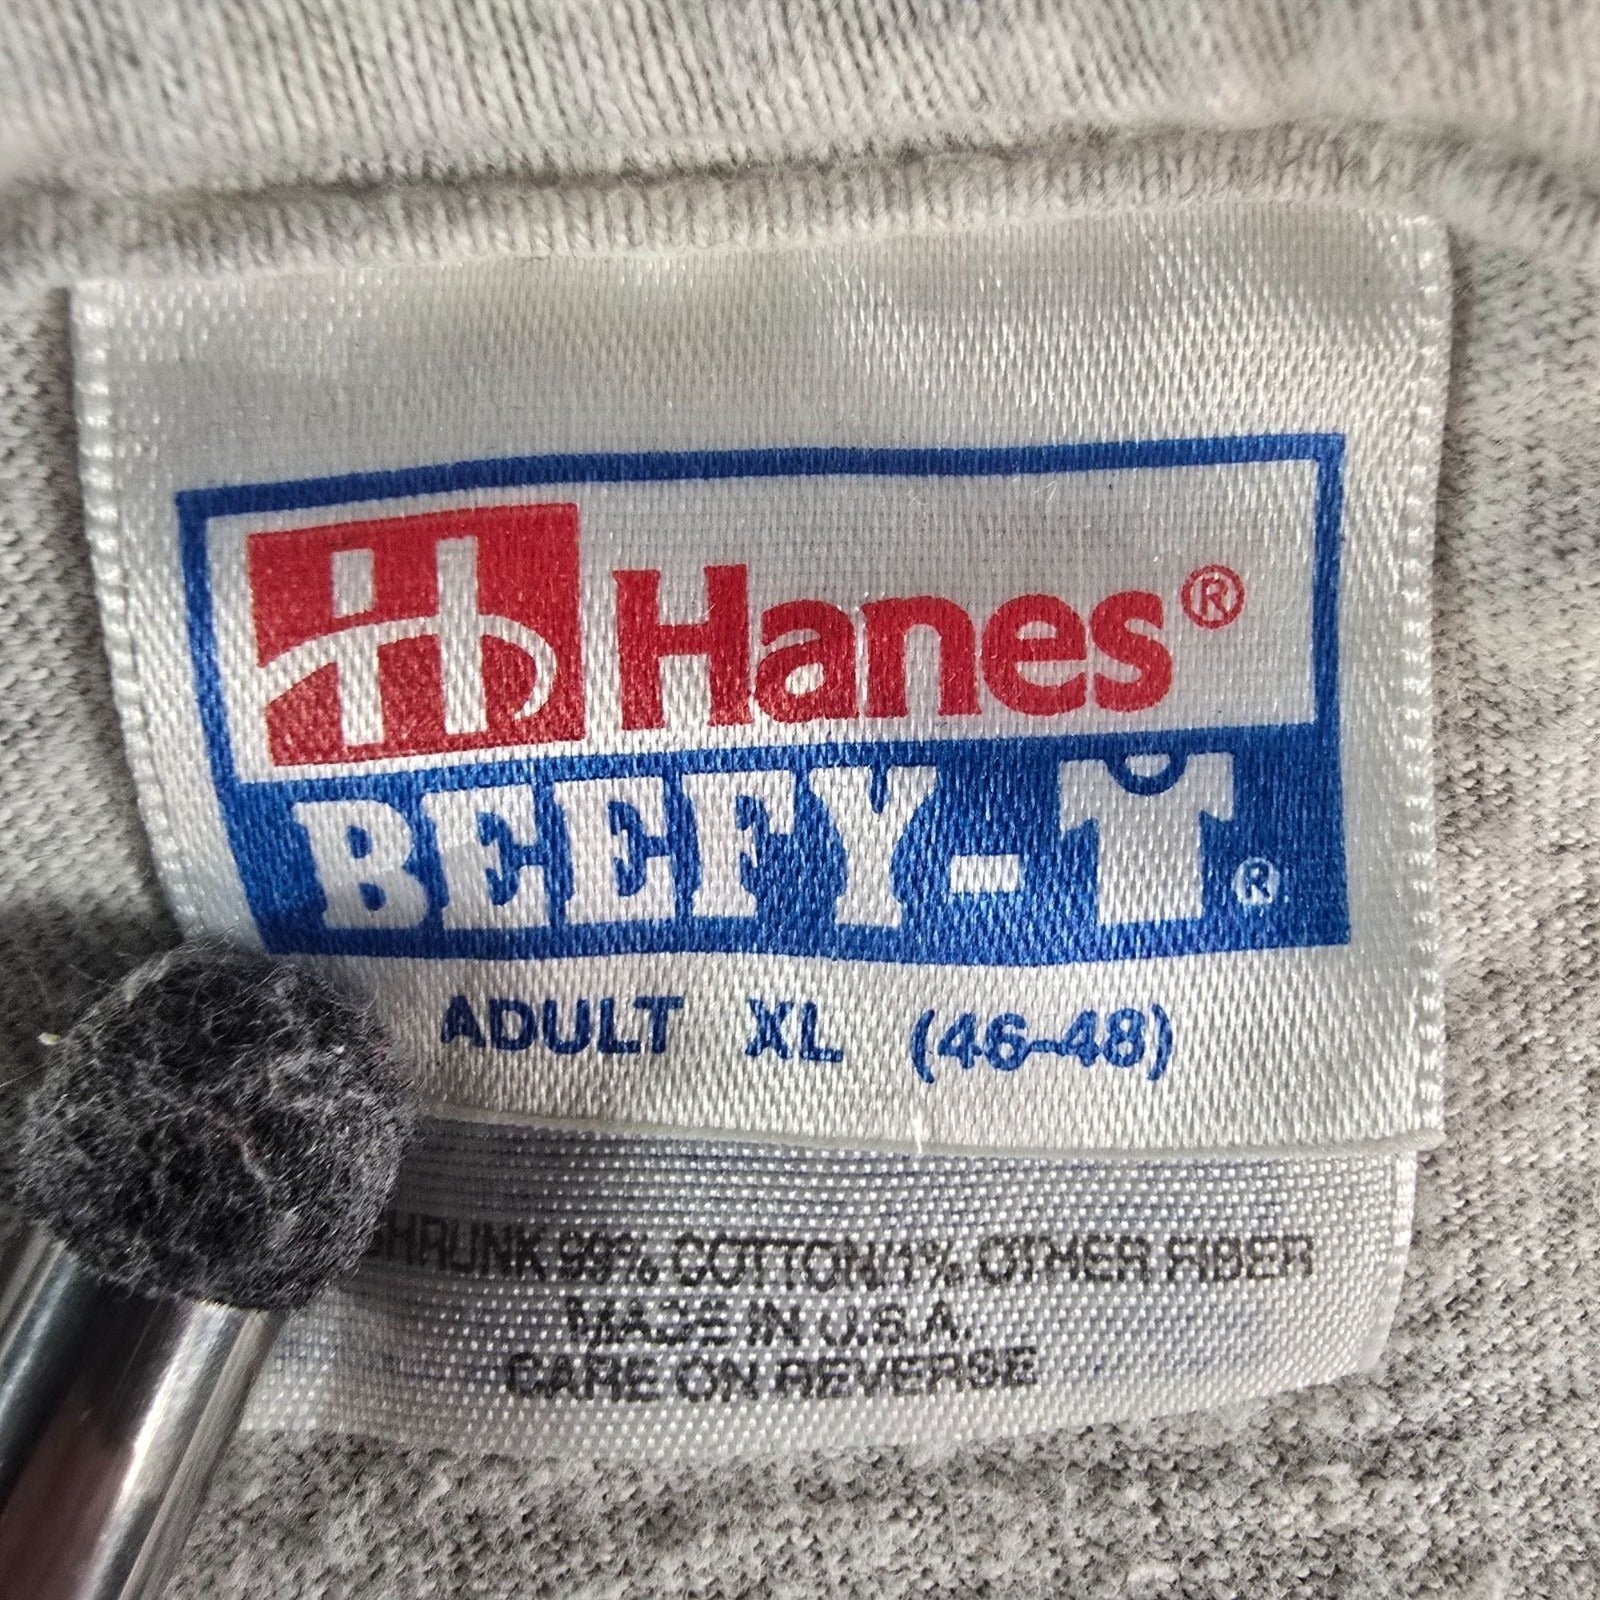 Hanes®
BEEFY-T®
ADULT XL (46-48)
SHRUNK 99% COTTON/1% OTHER FIBER
MADE IN U.S.A.
CARE ON REVERSE